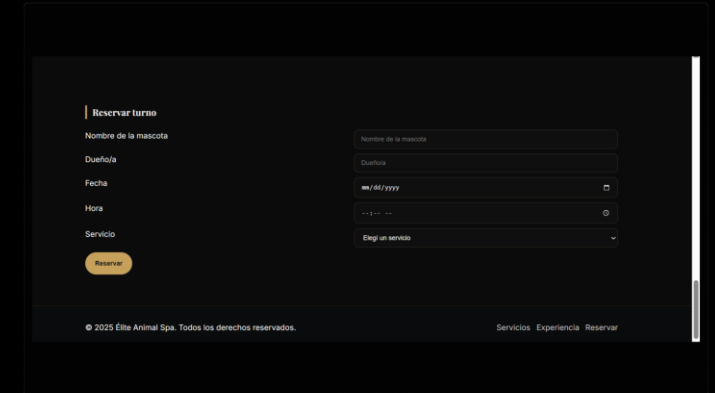 Reservar turno
Nombre de la mascota
Nombre de la mascota
Dueño/a
Dueño/a
Fecha
mm/dd/yyyy
Hora
--:-- --
Servicio
Elegí un servicio
Reservar
© 2025 Élite Animal Spa. Todos los derechos reservados.
Servicios Experiencia Reservar